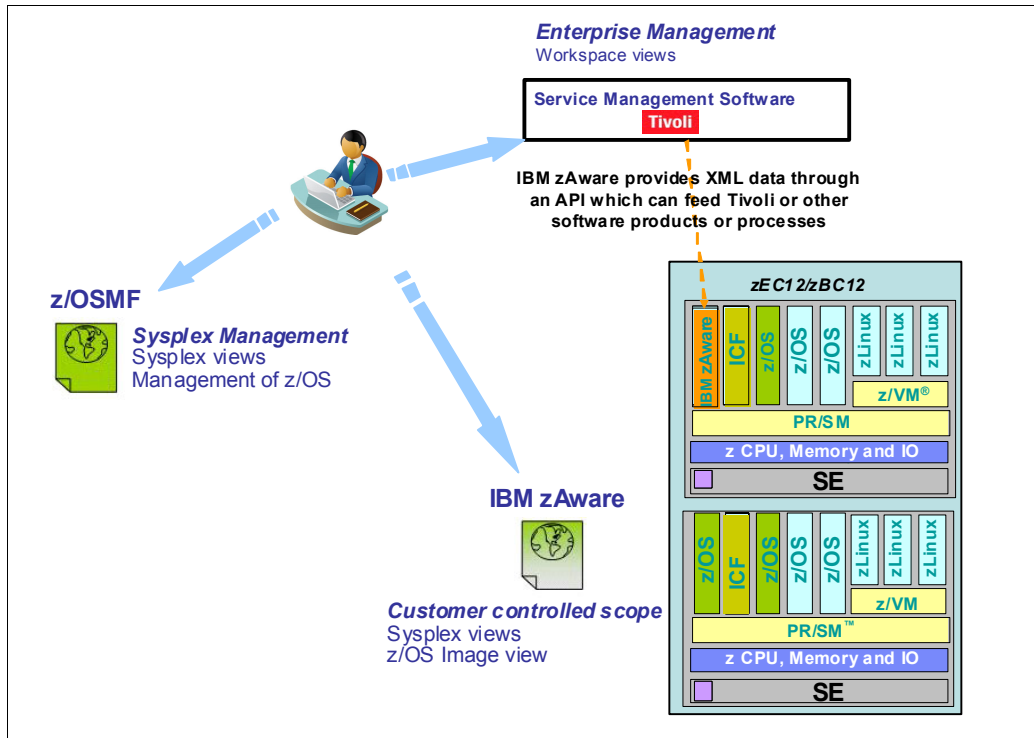 Enterprise Management
Workspace views
Service Management Software
Tivoli
IBM zAware provides XML data through
an API which can feed Tivoli or other
software products or processes
z/OSMF
Sysplex Management
Sysplex views
Management of z/OS
IBM zAware
Customer controlled scope
Sysplex views
z/OS Image view
zEC12/zBC12
IBM zAware
ICF
z/OS
z/OS
z/OS
zLinux
zLinux
zLinux
z/VM®
PR/SM
z CPU, Memory and IO
SE
z/OS
ICF
z/OS
z/OS
z/OS
zLinux
zLinux
zLinux
z/VM
PR/SM™
z CPU, Memory and IO
SE